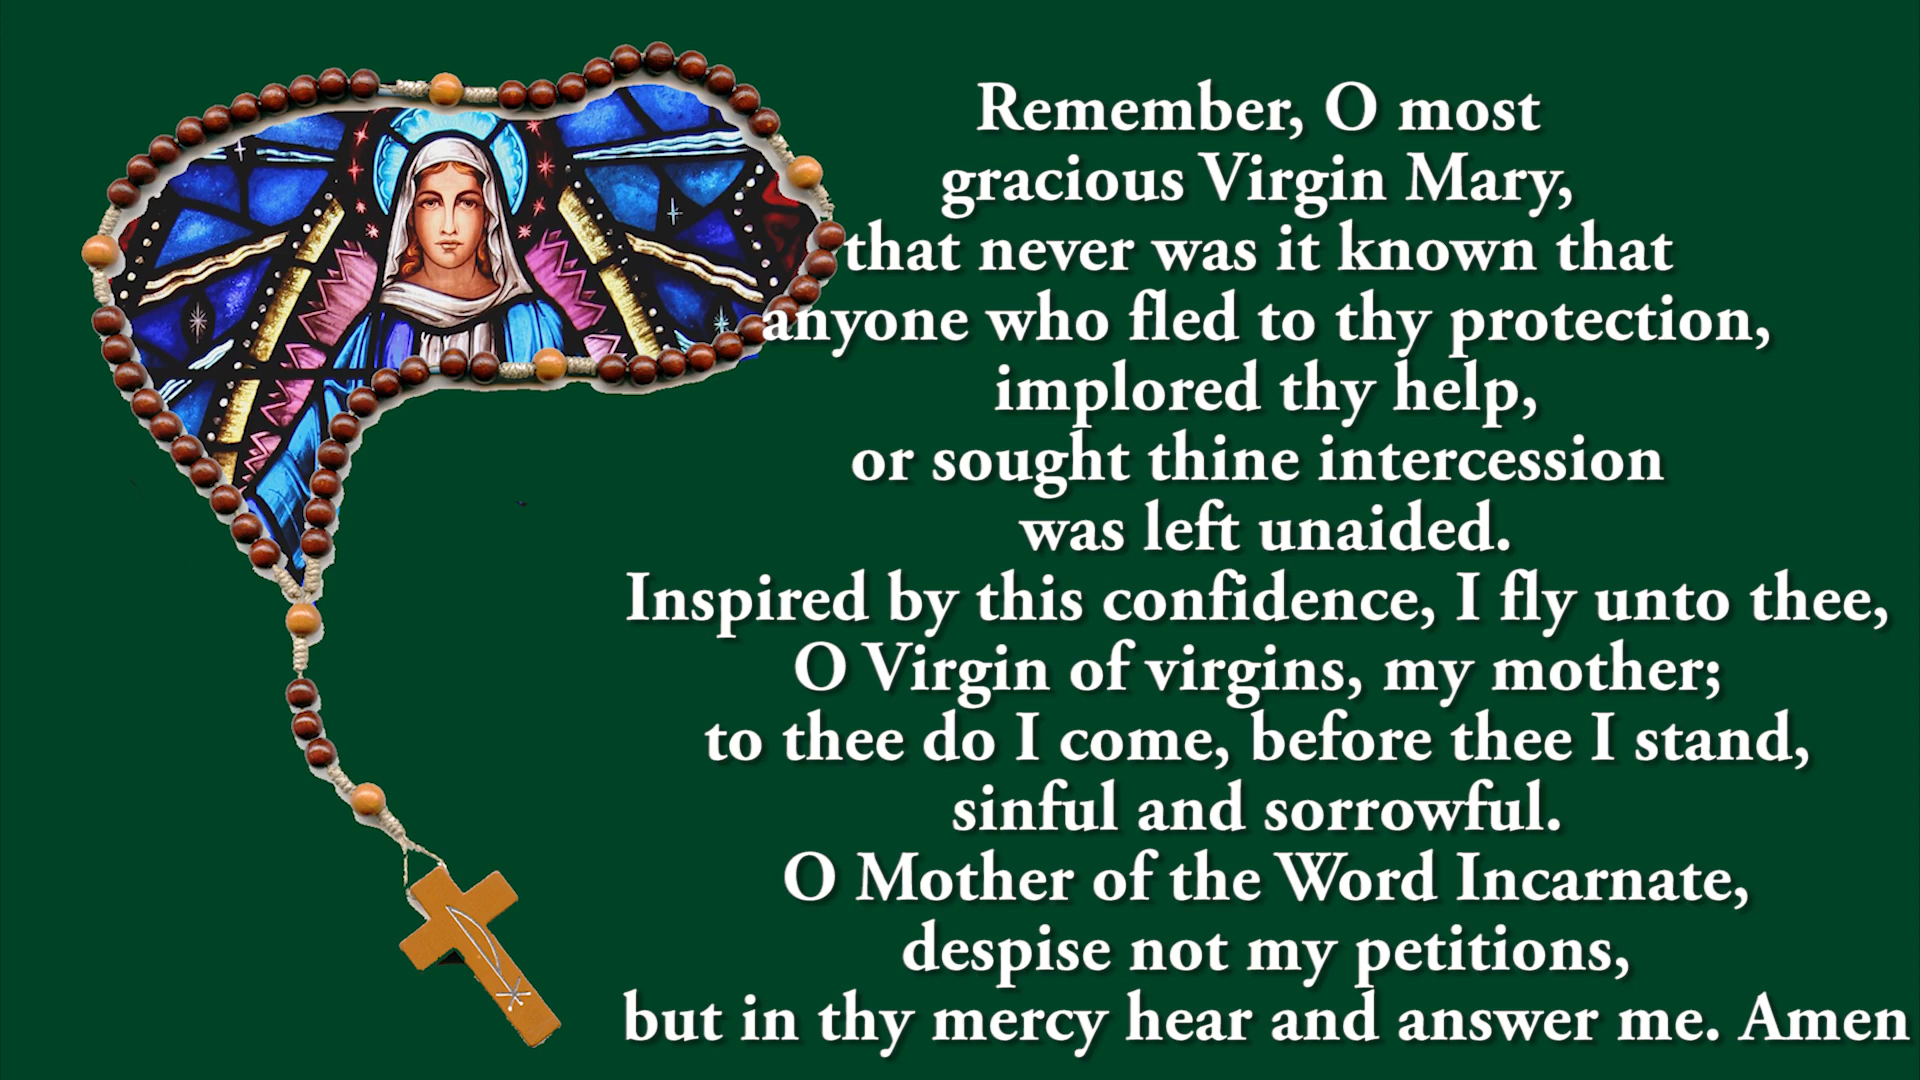 Remember, O most
gracious Virgin Mary,
that never was it known that
anyone who fled to thy protection,
implored thy help,
or sought thine intercession
was left unaided.
Inspired by this confidence, I fly unto thee,
O Virgin of virgins, my mother;
to thee do I come, before thee I stand,
sinful and sorrowful.
O Mother of the Word Incarnate,
despise not my petitions,
but in thy mercy hear and answer me. Amen